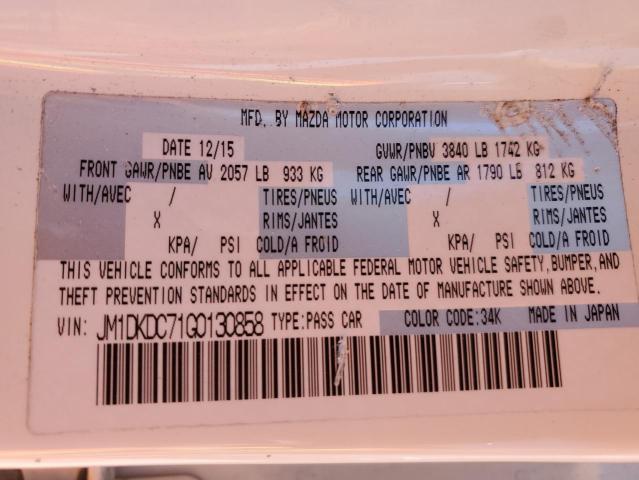 MFD. BY MAZDA MOTOR CORPORATION
DATE 12/15 GVWR/PNBV 3840 LB 1742 KG
FRONT GAWR/PNBE AV 2057 LB 933 KG REAR GAWR/PNBE AR 1790 LB 812 KG
WITH/AVEC / TIRES/PNEUS WITH/AVEC / TIRES/PNEUS
X RIMS/JANTES X RIMS/JANTES
KPA/ PSI COLD/A FROID KPA/ PSI COLD/A FROID
THIS VEHICLE CONFORMS TO ALL APPLICABLE FEDERAL MOTOR VEHICLE SAFETY,BUMPER,AND
THEFT PREVENTION STANDARDS IN EFFECT ON THE DATE OF MANUFACTURE SHOWN ABOVE.
VIN: JM1DKDC71G0130858 TYPE:PASS CAR COLOR CODE:34K MADE IN JAPAN